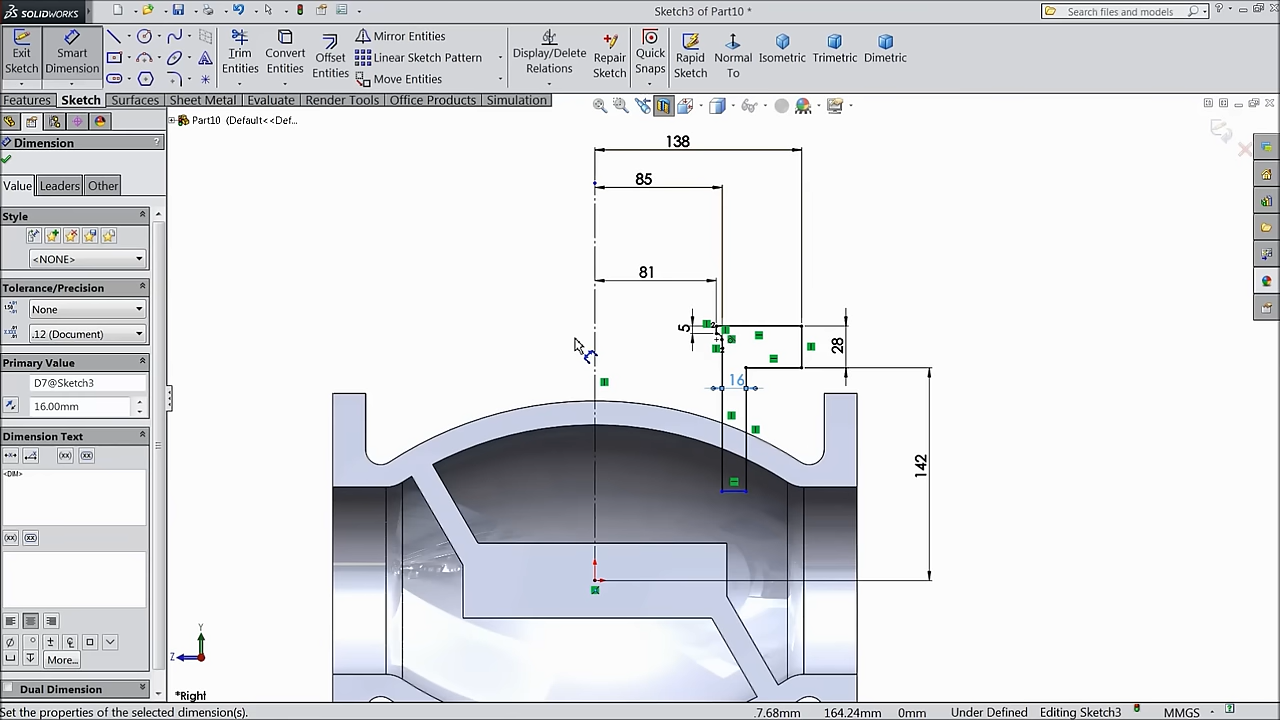 SOLIDWORKS
Sketch3 of Part10 *
Search files and models
Exit Sketch
Smart Dimension
Trim Entities
Convert Entities
Offset Entities
Mirror Entities
Linear Sketch Pattern
Move Entities
Display/Delete Relations
Repair Sketch
Quick Snaps
Rapid Sketch
Normal To
Isometric
Trimetric
Dimetric
Features
Sketch
Surfaces
Sheet Metal
Evaluate
Render Tools
Office Products
Simulation
Part10 (Default<<Def...
Dimension
?
Value
Leaders
Other
Style
<NONE>
Tolerance/Precision
None
.12 (Document)
Primary Value
D7@Sketch3
16.00mm
Dimension Text
<DIM>
More...
Dual Dimension
138
85
81
5
28
16
142
Y
Z
*Right
Set the properties of the selected dimension(s).
.7.68mm
164.24mm
0mm
Under Defined
Editing Sketch3
MMGS